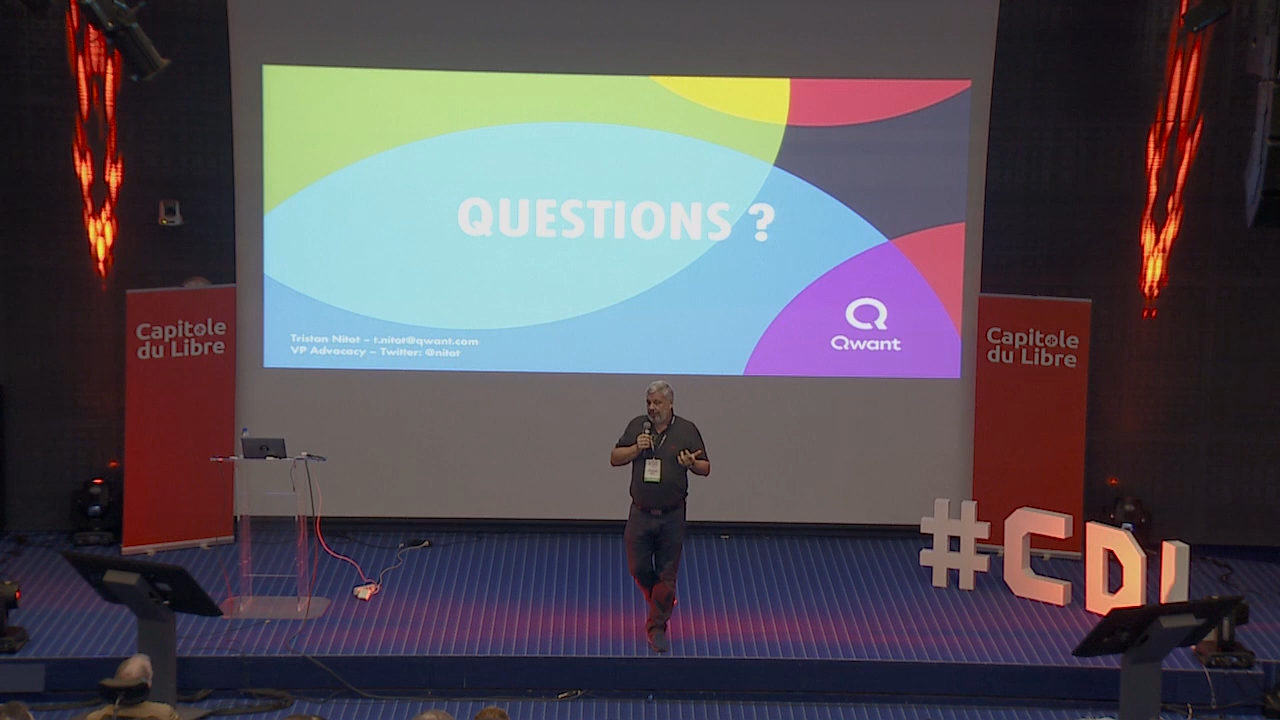 QUESTIONS ?
Tristan Nitot – t.nitot@qwant.com
VP Advocacy – Twitter: @nitot
Qwant
Capitole
du Libre
Capitole
du Libre
#CDL